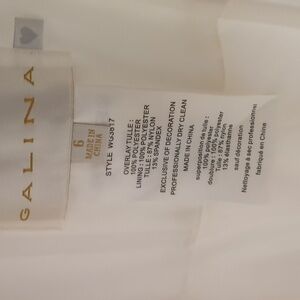 GALINA
6
MADE IN
CHINA
STYLE WG3817
OVERLAY TULLE :
100% POLYESTER
LINING : 100% POLYESTER
TULLE : 87% NYLON
13% SPANDEX
EXCLUSIVE OF DECORATION
PROFESSIONALLY DRY CLEAN
MADE IN CHINA
superposition de tulle :
100% polyester
doublure : 100% polyester
Tulle : 87% nylon
13% élasthanne
sauf décoration
Nettoyage à sec professionnel
fabriqué en Chine